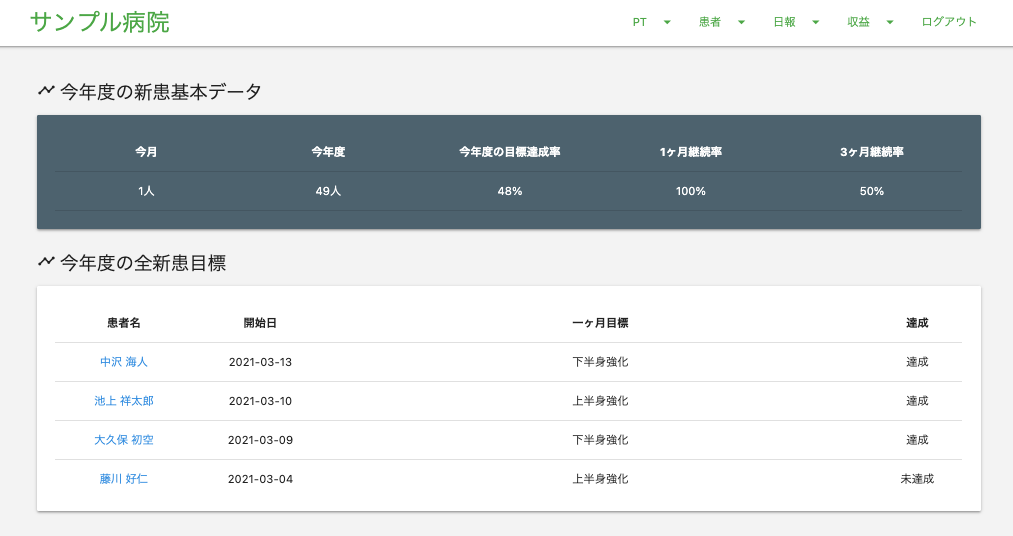 サンプル病院 PT 患者 日報 収益 ログアウト
今年度の新患基本データ
今月 今年度 今年度の目標達成率 1ヶ月継続率 3ヶ月継続率
1人 49人 48% 100% 50%
今年度の全新患目標
患者名 開始日 一ヶ月目標 達成
中沢 海人 2021-03-13 下半身強化 達成
池上 祥太郎 2021-03-10 上半身強化 達成
大久保 初空 2021-03-09 下半身強化 達成
藤川 好仁 2021-03-04 上半身強化 未達成